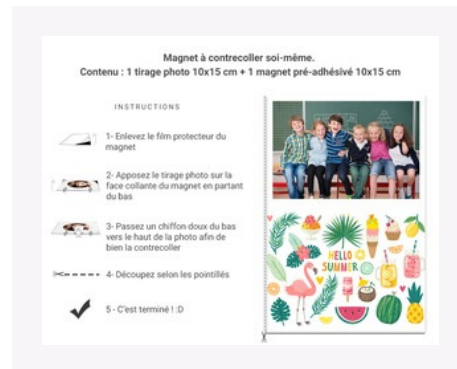 Magnet à contrecoller soi-même.
Contenu : 1 tirage photo 10x15 cm + 1 magnet pré-adhésivé 10x15 cm
INSTRUCTIONS
1- Enlevez le film protecteur du
magnet
2- Apposez le tirage photo sur la
face collante du magnet en partant
du bas
3- Passez un chiffon doux du bas
vers le haut de la photo afin de
bien la contrecoller
4- Découpez selon les pointillés
5 - C'est terminé ! :D
HELLO
SUMMER